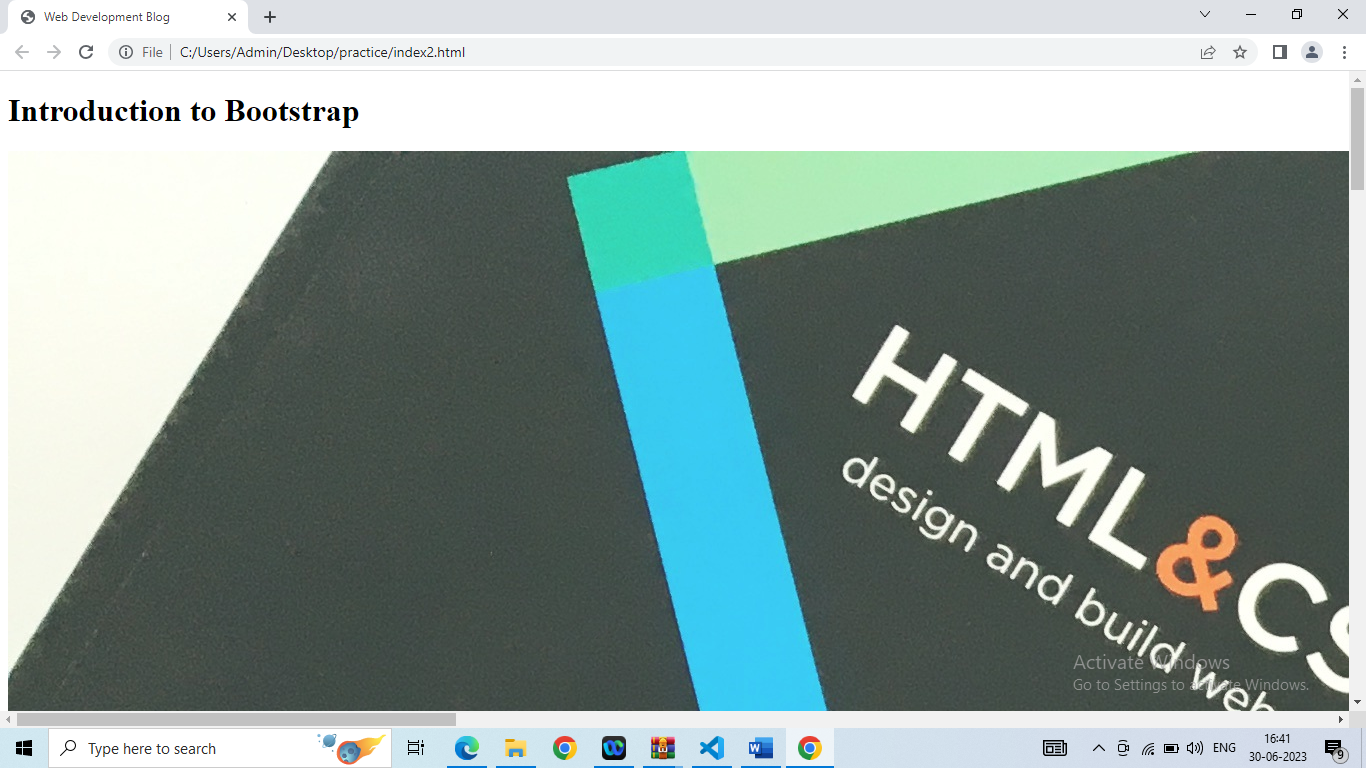 Web Development Blog
File C:/Users/Admin/Desktop/practice/index2.html
Introduction to Bootstrap
HTML&CS
design and build web
Activate Windows
Go to Settings to activate Windows.
Type here to search
ENG
16:41
30-06-2023
9